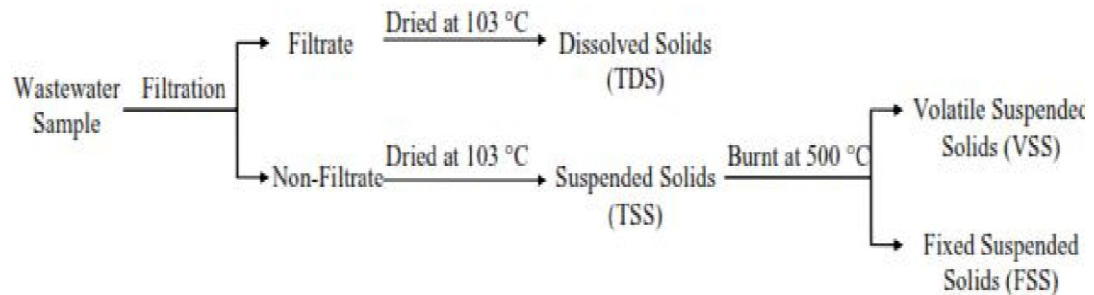 Wastewater
Sample
Filtration
Filtrate
Dried at 103 °C
Dissolved Solids
(TDS)
Non-Filtrate
Dried at 103 °C
Suspended Solids
(TSS)
Burnt at 500 °C
Volatile Suspended
Solids (VSS)
Fixed Suspended
Solids (FSS)